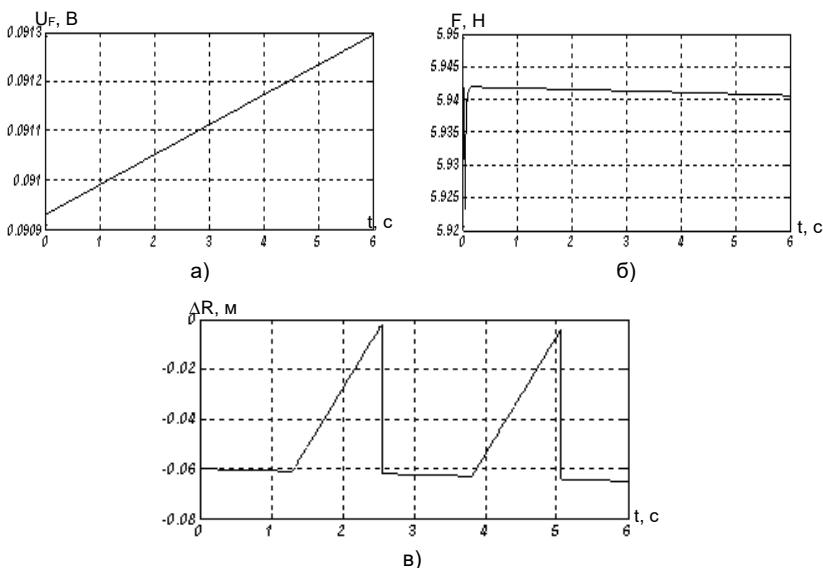 U_F, В
0.0913
0.0912
0.0911
0.091
0.0909
0 1 2 3 4 5 6
t, с
а)
F, Н
5.95
5.945
5.94
5.935
5.93
5.925
5.92
0 1 2 3 4 5 6
t, с
б)
ΔR, м
0
-0.02
-0.04
-0.06
-0.08
0 1 2 3 4 5 6
t, с
в)